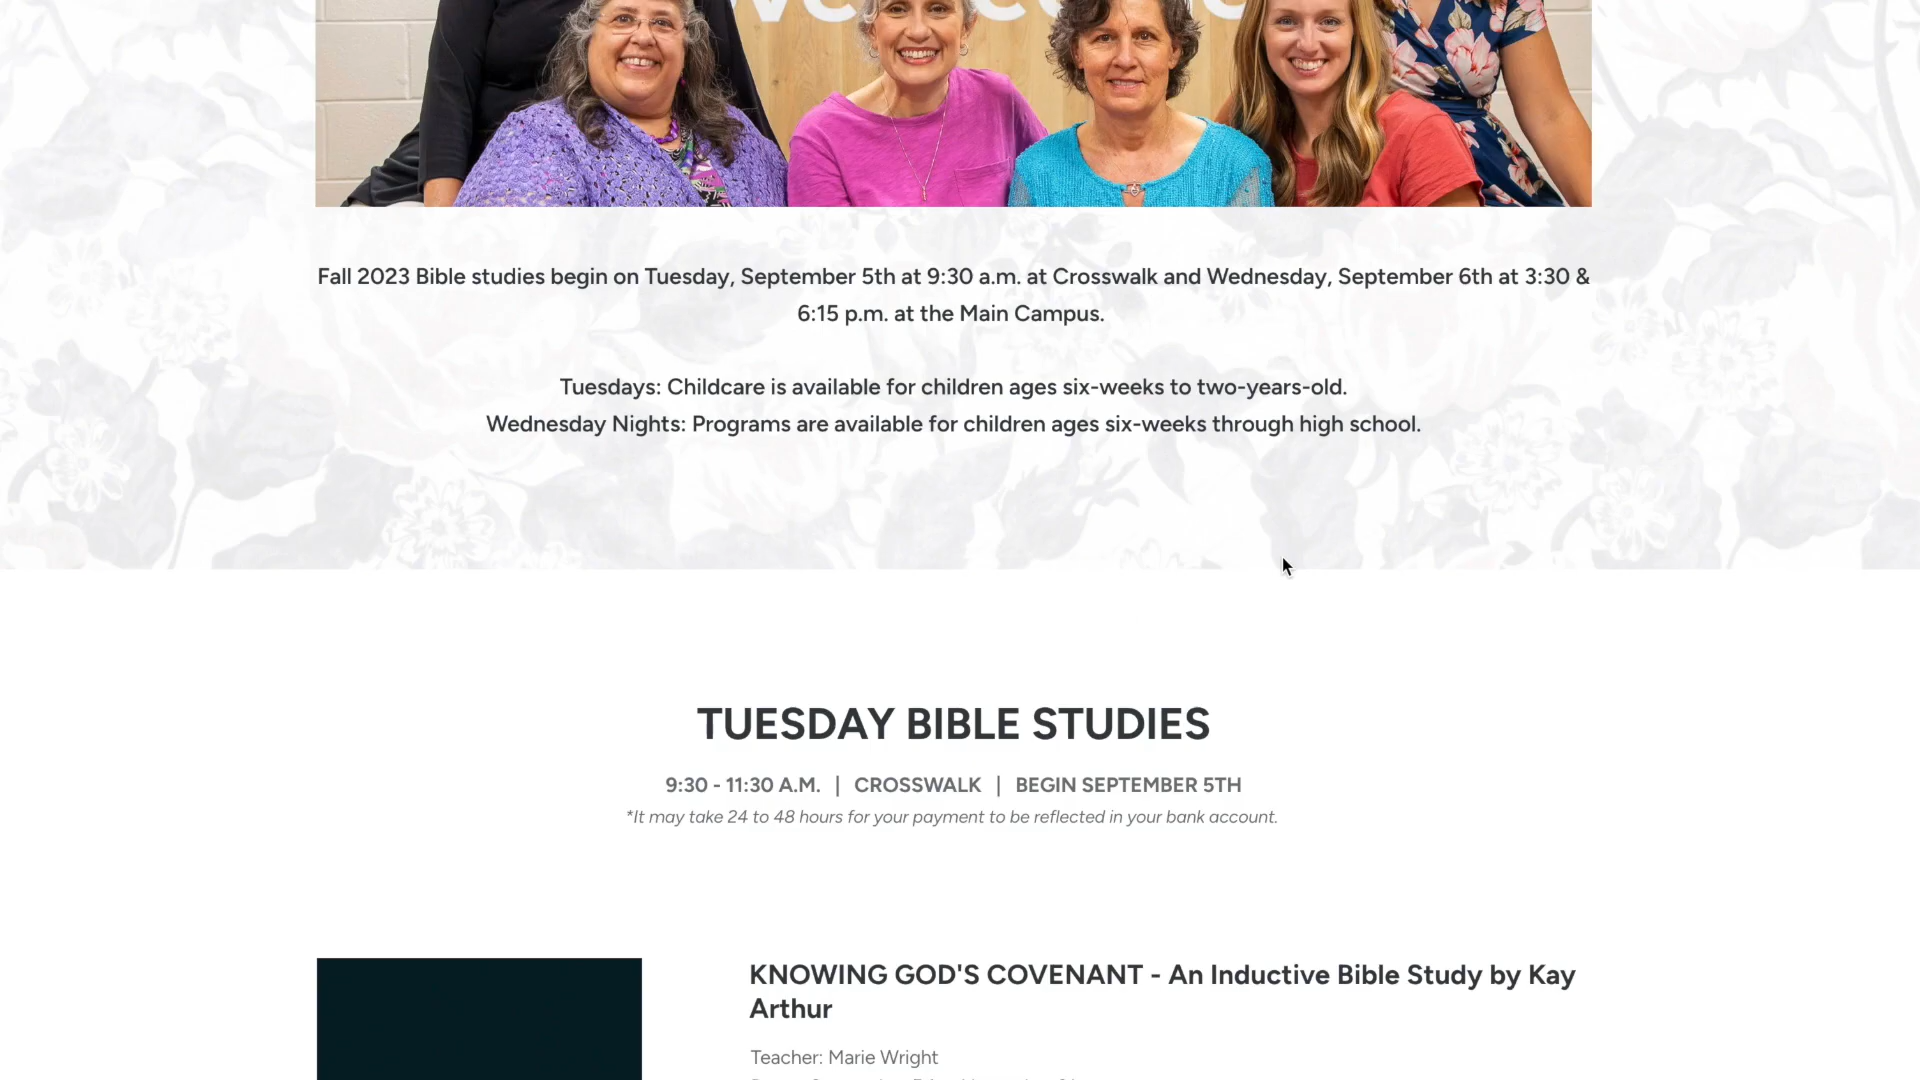 Fall 2023 Bible studies begin on Tuesday, September 5th at 9:30 a.m. at Crosswalk and Wednesday, September 6th at 3:30 &
6:15 p.m. at the Main Campus.
Tuesdays: Childcare is available for children ages six-weeks to two-years-old.
Wednesday Nights: Programs are available for children ages six-weeks through high school.
TUESDAY BIBLE STUDIES
9:30 - 11:30 A.M. | CROSSWALK | BEGIN SEPTEMBER 5TH
*It may take 24 to 48 hours for your payment to be reflected in your bank account.
KNOWING GOD'S COVENANT - An Inductive Bible Study by Kay
Arthur
Teacher: Marie Wright